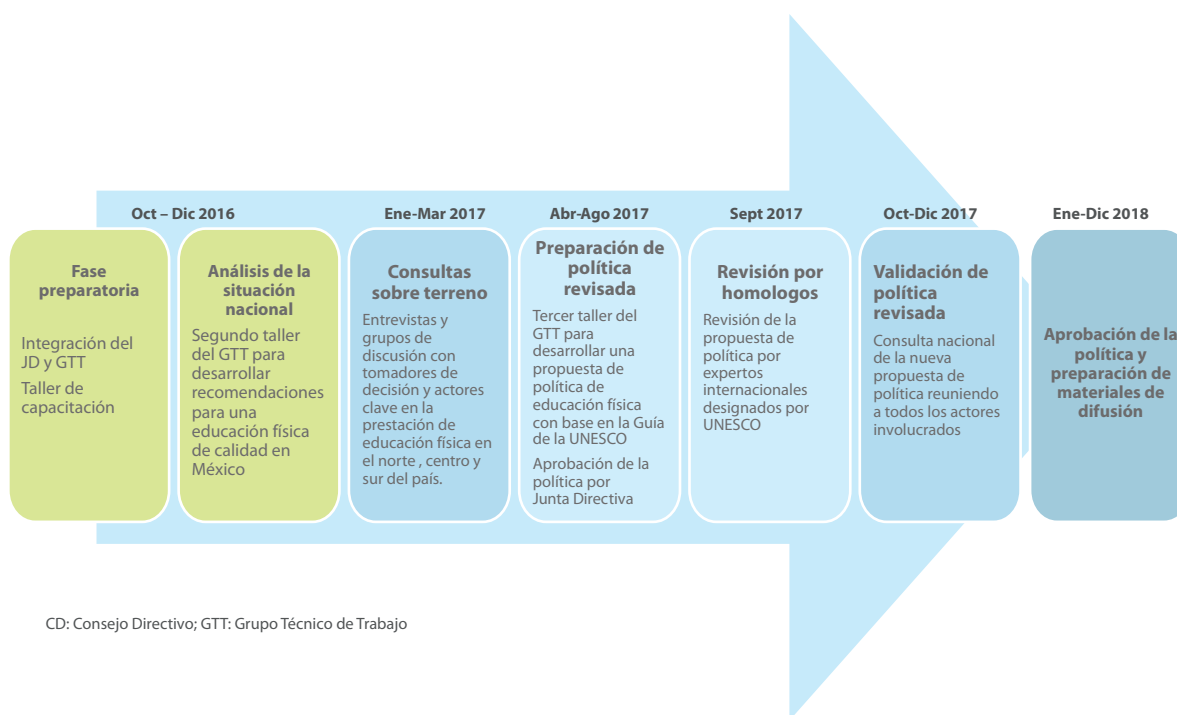 Oct – Dic 2016
Ene-Mar 2017
Abr-Ago 2017
Sept 2017
Oct-Dic 2017
Ene-Dic 2018
Fase
preparatoria
Integración del
JD y GTT
Taller de
capacitación
Análisis de la
situación
nacional
Segundo taller
del GTT para
desarrollar
recomendaciones
para una
educación física
de calidad en
México
Consultas
sobre terreno
Entrevistas y
grupos de
discusión con
tomadores de
decisión y actores
clave en la
prestación de
educación física en
el norte , centro y
sur del país.
Preparación de
política
revisada
Tercer taller del
GTT para
desarrollar una
propuesta de
política de
educación física
con base en la Guía
de la UNESCO
Aprobación de la
política por
Junta Directiva
Revisión por
homologos
Revisión de la
propuesta de
política por
expertos
internacionales
designados por
UNESCO
Validación de
política
revisada
Consulta nacional
de la nueva
propuesta de
política reuniendo
a todos los actores
involucrados
Aprobación de la
política y
preparación de
materiales de
difusión
CD: Consejo Directivo; GTT: Grupo Técnico de Trabajo